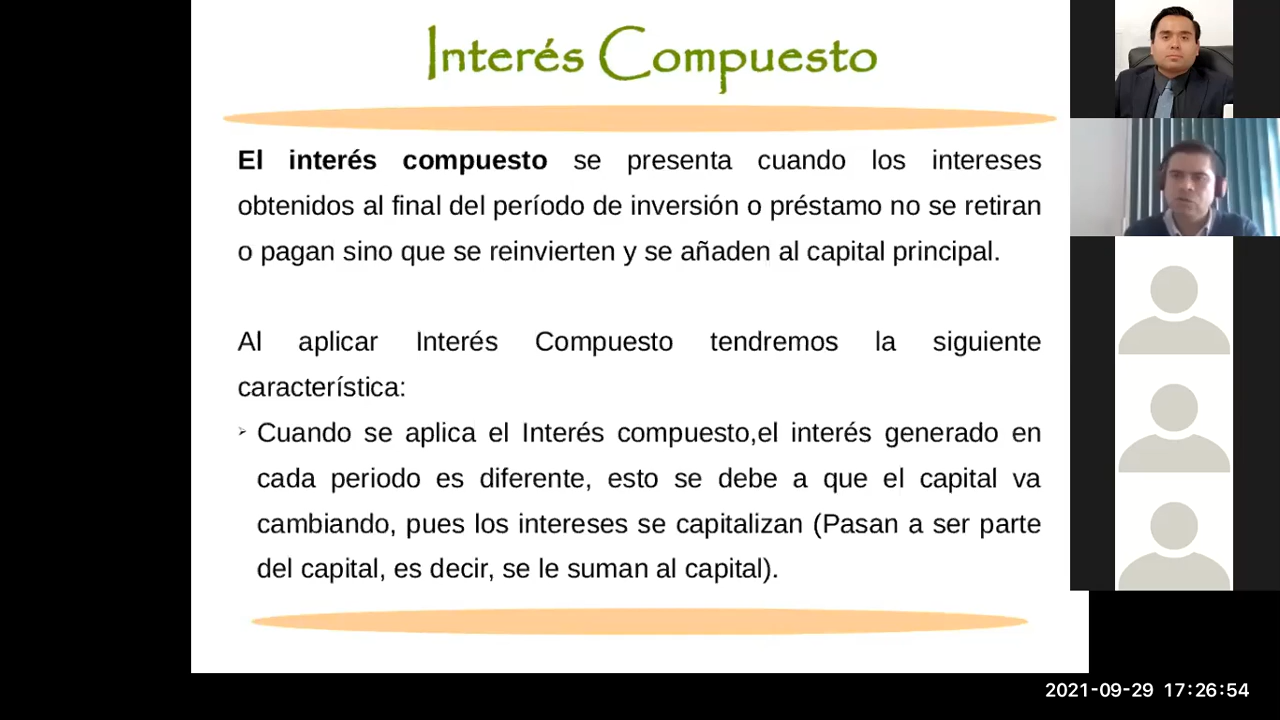 Interés Compuesto
El interés compuesto se presenta cuando los intereses
obtenidos al final del período de inversión o préstamo no se retiran
o pagan sino que se reinvierten y se añaden al capital principal.
Al aplicar Interés Compuesto tendremos la siguiente
característica:
➢ Cuando se aplica el Interés compuesto,el interés generado en
cada periodo es diferente, esto se debe a que el capital va
cambiando, pues los intereses se capitalizan (Pasan a ser parte
del capital, es decir, se le suman al capital).
2021-09-29 17:26:54